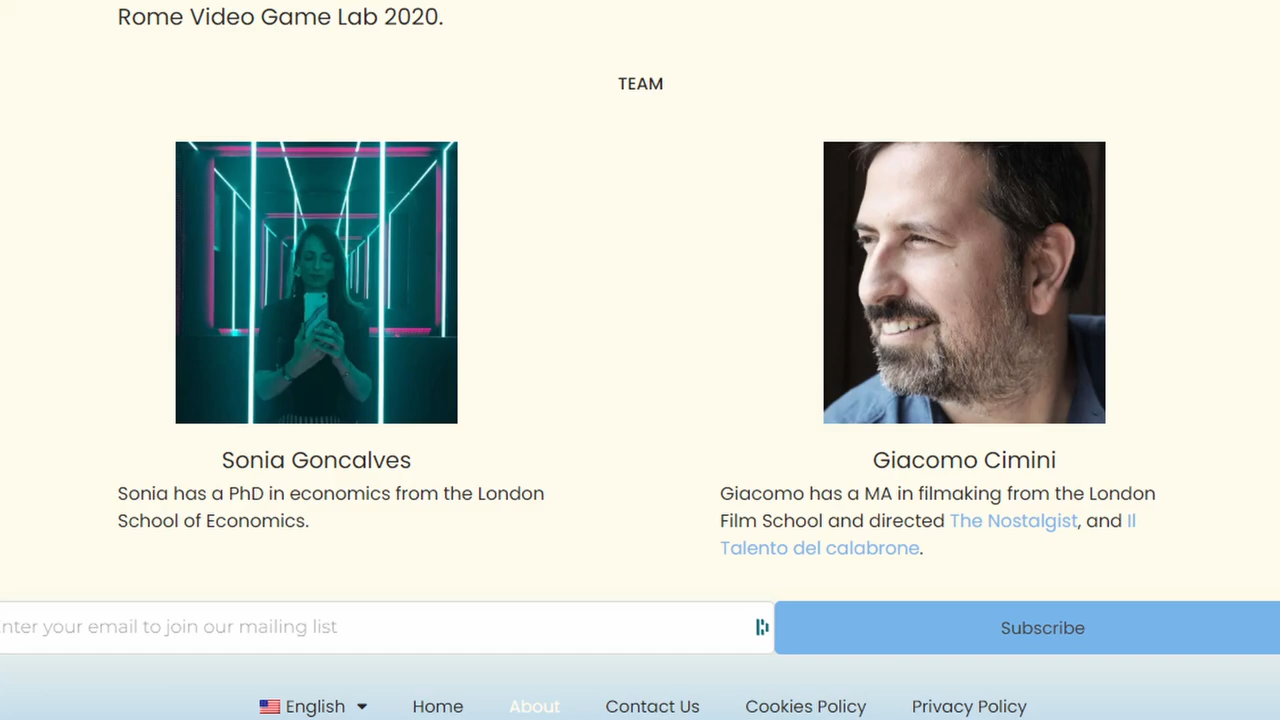 Rome Video Game Lab 2020.
TEAM
Sonia Goncalves
Sonia has a PhD in economics from the London
School of Economics.
Giacomo Cimini
Giacomo has a MA in filmaking from the London
Film School and directed The Nostalgist, and Il
Talento del calabrone.
nter your email to join our mailing list
Subscribe
English Home About Contact Us Cookies Policy Privacy Policy